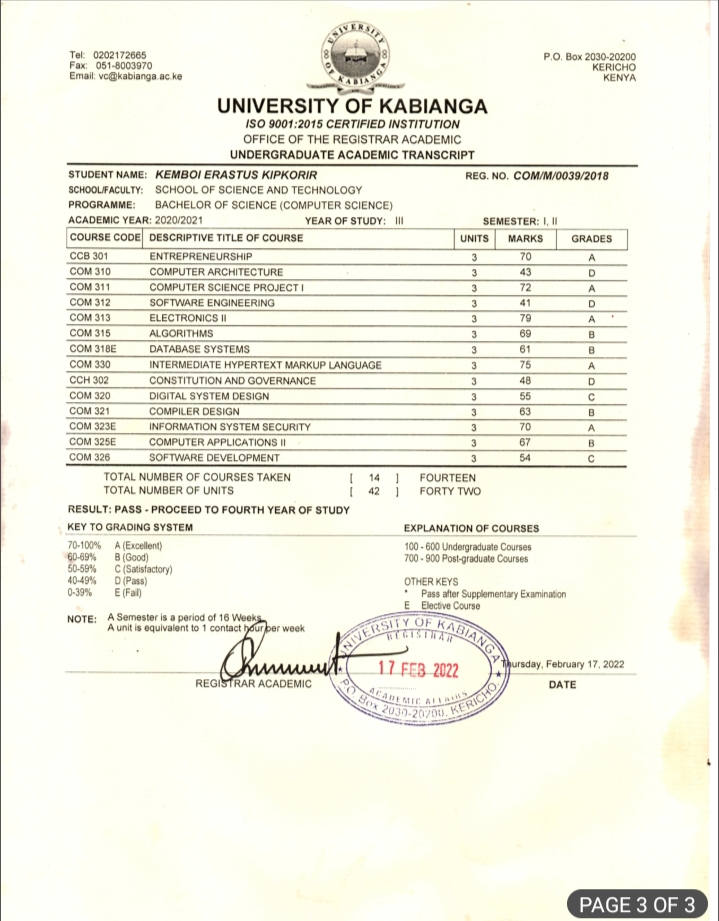 UNIVERSITY
OF KABIANGA
Tel: 0202172665
Fax: 051-8003970
Email: vc@kabianga.ac.ke
P.O. Box 2030-20200
KERICHO
KENYA
UNIVERSITY OF KABIANGA
ISO 9001:2015 CERTIFIED INSTITUTION
OFFICE OF THE REGISTRAR ACADEMIC
UNDERGRADUATE ACADEMIC TRANSCRIPT
STUDENT NAME: KEMBOI ERASTUS KIPKORIR REG. NO. COM/M/0039/2018
SCHOOL/FACULTY: SCHOOL OF SCIENCE AND TECHNOLOGY
PROGRAMME: BACHELOR OF SCIENCE (COMPUTER SCIENCE)
ACADEMIC YEAR: 2020/2021 YEAR OF STUDY: III SEMESTER: I, II
COURSE CODE DESCRIPTIVE TITLE OF COURSE UNITS MARKS GRADES
CCB 301 ENTREPRENEURSHIP 3 70 A
COM 310 COMPUTER ARCHITECTURE 3 43 D
COM 311 COMPUTER SCIENCE PROJECT I 3 72 A
COM 312 SOFTWARE ENGINEERING 3 41 D
COM 313 ELECTRONICS II 3 79 A
COM 315 ALGORITHMS 3 69 B
COM 318E DATABASE SYSTEMS 3 61 B
COM 330 INTERMEDIATE HYPERTEXT MARKUP LANGUAGE 3 75 A
CCH 302 CONSTITUTION AND GOVERNANCE 3 48 D
COM 320 DIGITAL SYSTEM DESIGN 3 55 C
COM 321 COMPILER DESIGN 3 63 B
COM 323E INFORMATION SYSTEM SECURITY 3 70 A
COM 325E COMPUTER APPLICATIONS II 3 67 B
COM 326 SOFTWARE DEVELOPMENT 3 54 C
TOTAL NUMBER OF COURSES TAKEN [ 14 ] FOURTEEN
TOTAL NUMBER OF UNITS [ 42 ] FORTY TWO
RESULT: PASS - PROCEED TO FOURTH YEAR OF STUDY
KEY TO GRADING SYSTEM
70-100% A (Excellent)
60-69% B (Good)
50-59% C (Satisfactory)
40-49% D (Pass)
0-39% E (Fail)
EXPLANATION OF COURSES
100 - 600 Undergraduate Courses
700 - 900 Post-graduate Courses
OTHER KEYS
* Pass after Supplementary Examination
E Elective Course
NOTE: A Semester is a period of 16 Weeks
A unit is equivalent to 1 contact hour per week
UNIVERSITY OF KABIANGA
REGISTRAR
17 FEB 2022
ACADEMIC AFFAIRS
P.O. Box 2030-20200, KERICHO
Thursday, February 17, 2022
REGISTRAR ACADEMIC
DATE
PAGE 3 OF 3